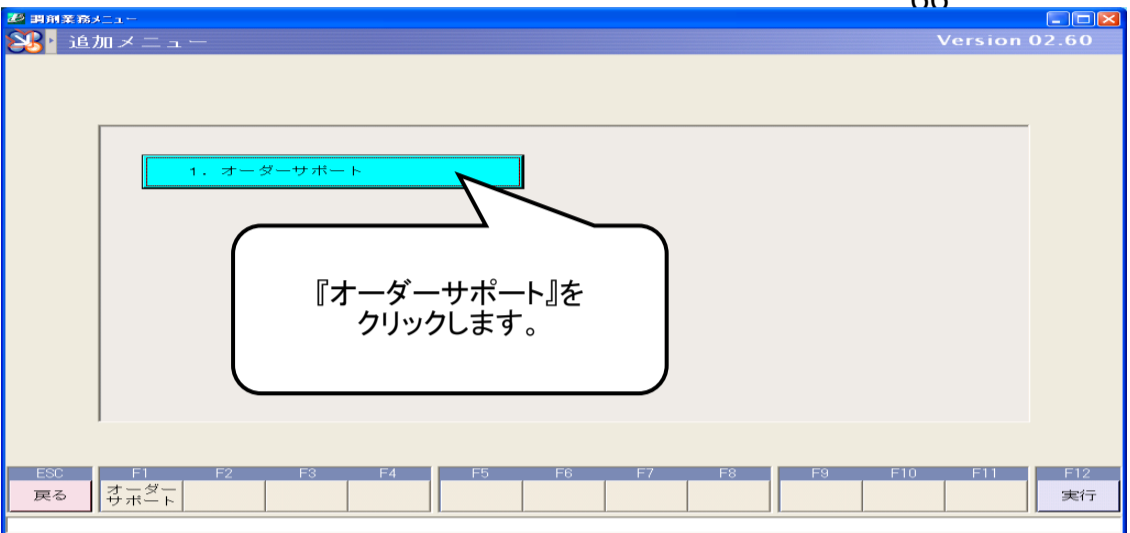 調剤業務メニュー
追加メニュー
Version 02.60
1. オーダーサポート
『オーダーサポート』を
クリックします。
ESC F1 F2 F3 F4 F5 F6 F7 F8 F9 F10 F11 F12
戻る
オーダー
サポート
実行